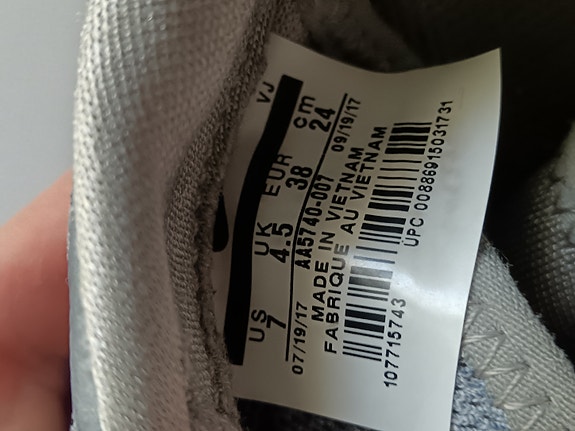 VJ
US UK EUR cm
7 4.5 38 24
07/19/17 AA5740-007 09/19/17
MADE IN VIETNAM
FABRIQUE AU VIETNAM
UPC 00886915031731
107715743